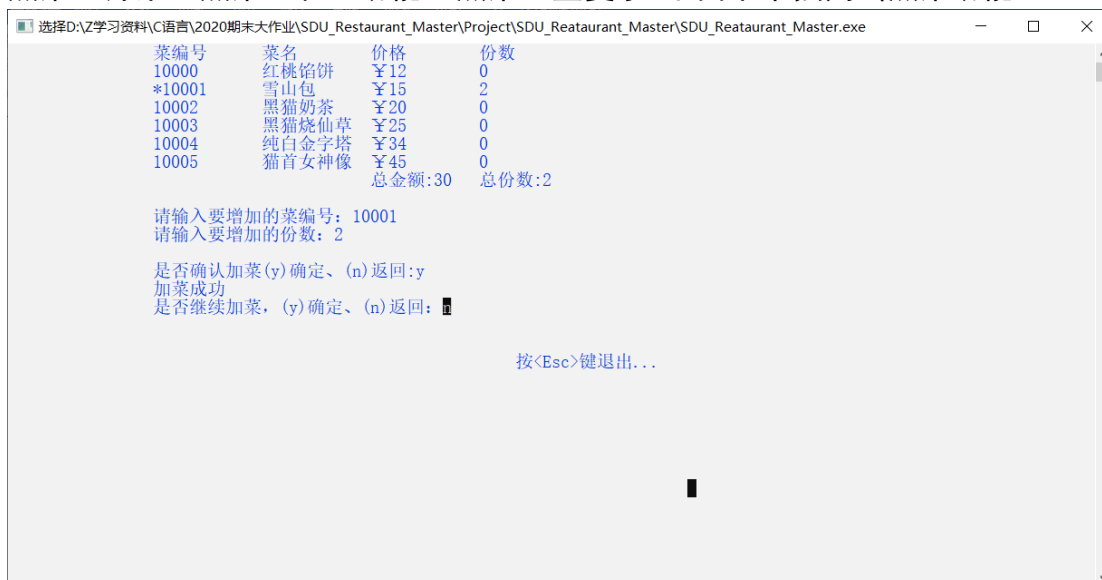 选择D:\Z学习资料\C语言\2020期末大作业\SDU_Restaurant_Master\Project\SDU_Reataurant_Master\SDU_Reataurant_Master.exe
菜编号 菜名 价格 份数
10000 红桃馅饼 ¥12 0
*10001 雪山包 ¥15 2
10002 黑猫奶茶 ¥20 0
10003 黑猫烧仙草 ¥25 0
10004 纯白金字塔 ¥34 0
10005 猫首女神像 ¥45 0
总金额:30 总份数:2
请输入要增加的菜编号: 10001
请输入要增加的份数: 2
是否确认加菜(y)确定、(n)返回:y
加菜成功
是否继续加菜, (y)确定、(n)返回: n
按<Esc>键退出...